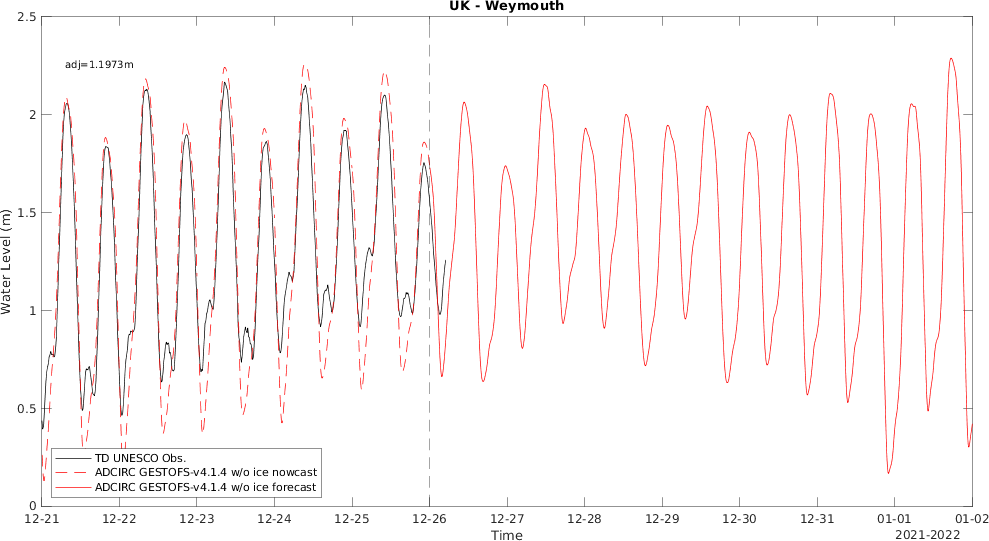 UK - Weymouth
adj=1.1973m
Water Level (m)
2.5
2
1.5
1
0.5
0
TD UNESCO Obs.
ADCIRC GESTOFS-v4.1.4 w/o ice nowcast
ADCIRC GESTOFS-v4.1.4 w/o ice forecast
12-21 12-22 12-23 12-24 12-25 12-26 12-27 12-28 12-29 12-30 12-31 01-01 01-02
Time
2021-2022